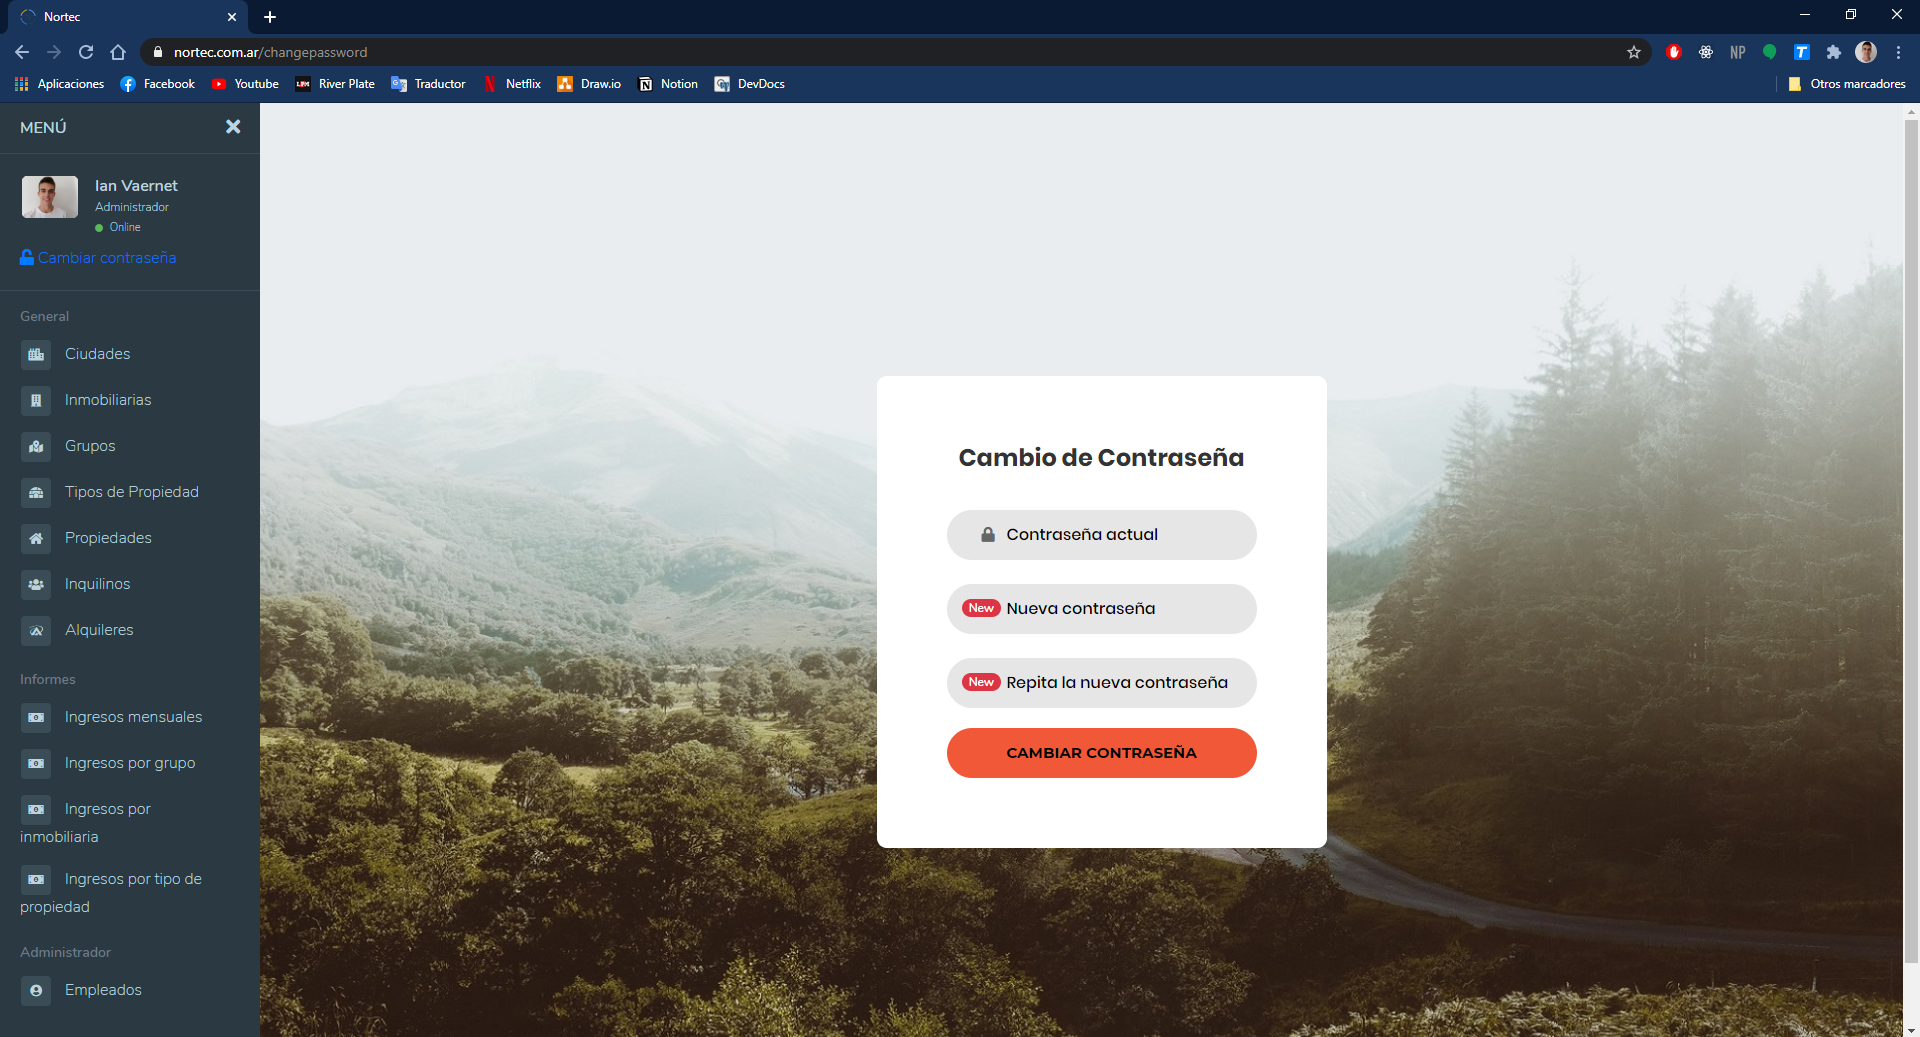 Nortec
nortec.com.ar/changepassword
NP
Aplicaciones
Facebook
Youtube
River Plate
Traductor
Netflix
Draw.io
Notion
DevDocs
Otros marcadores
MENÚ
Ian Vaernet
Administrador
Online
Cambiar contraseña
General
Ciudades
Inmobiliarias
Grupos
Tipos de Propiedad
Propiedades
Inquilinos
Alquileres
Informes
Ingresos mensuales
Ingresos por grupo
Ingresos por
inmobiliaria
Ingresos por tipo de
propiedad
Administrador
Empleados
Cambio de Contraseña
Contraseña actual
New Nueva contraseña
New Repita la nueva contraseña
CAMBIAR CONTRASEÑA